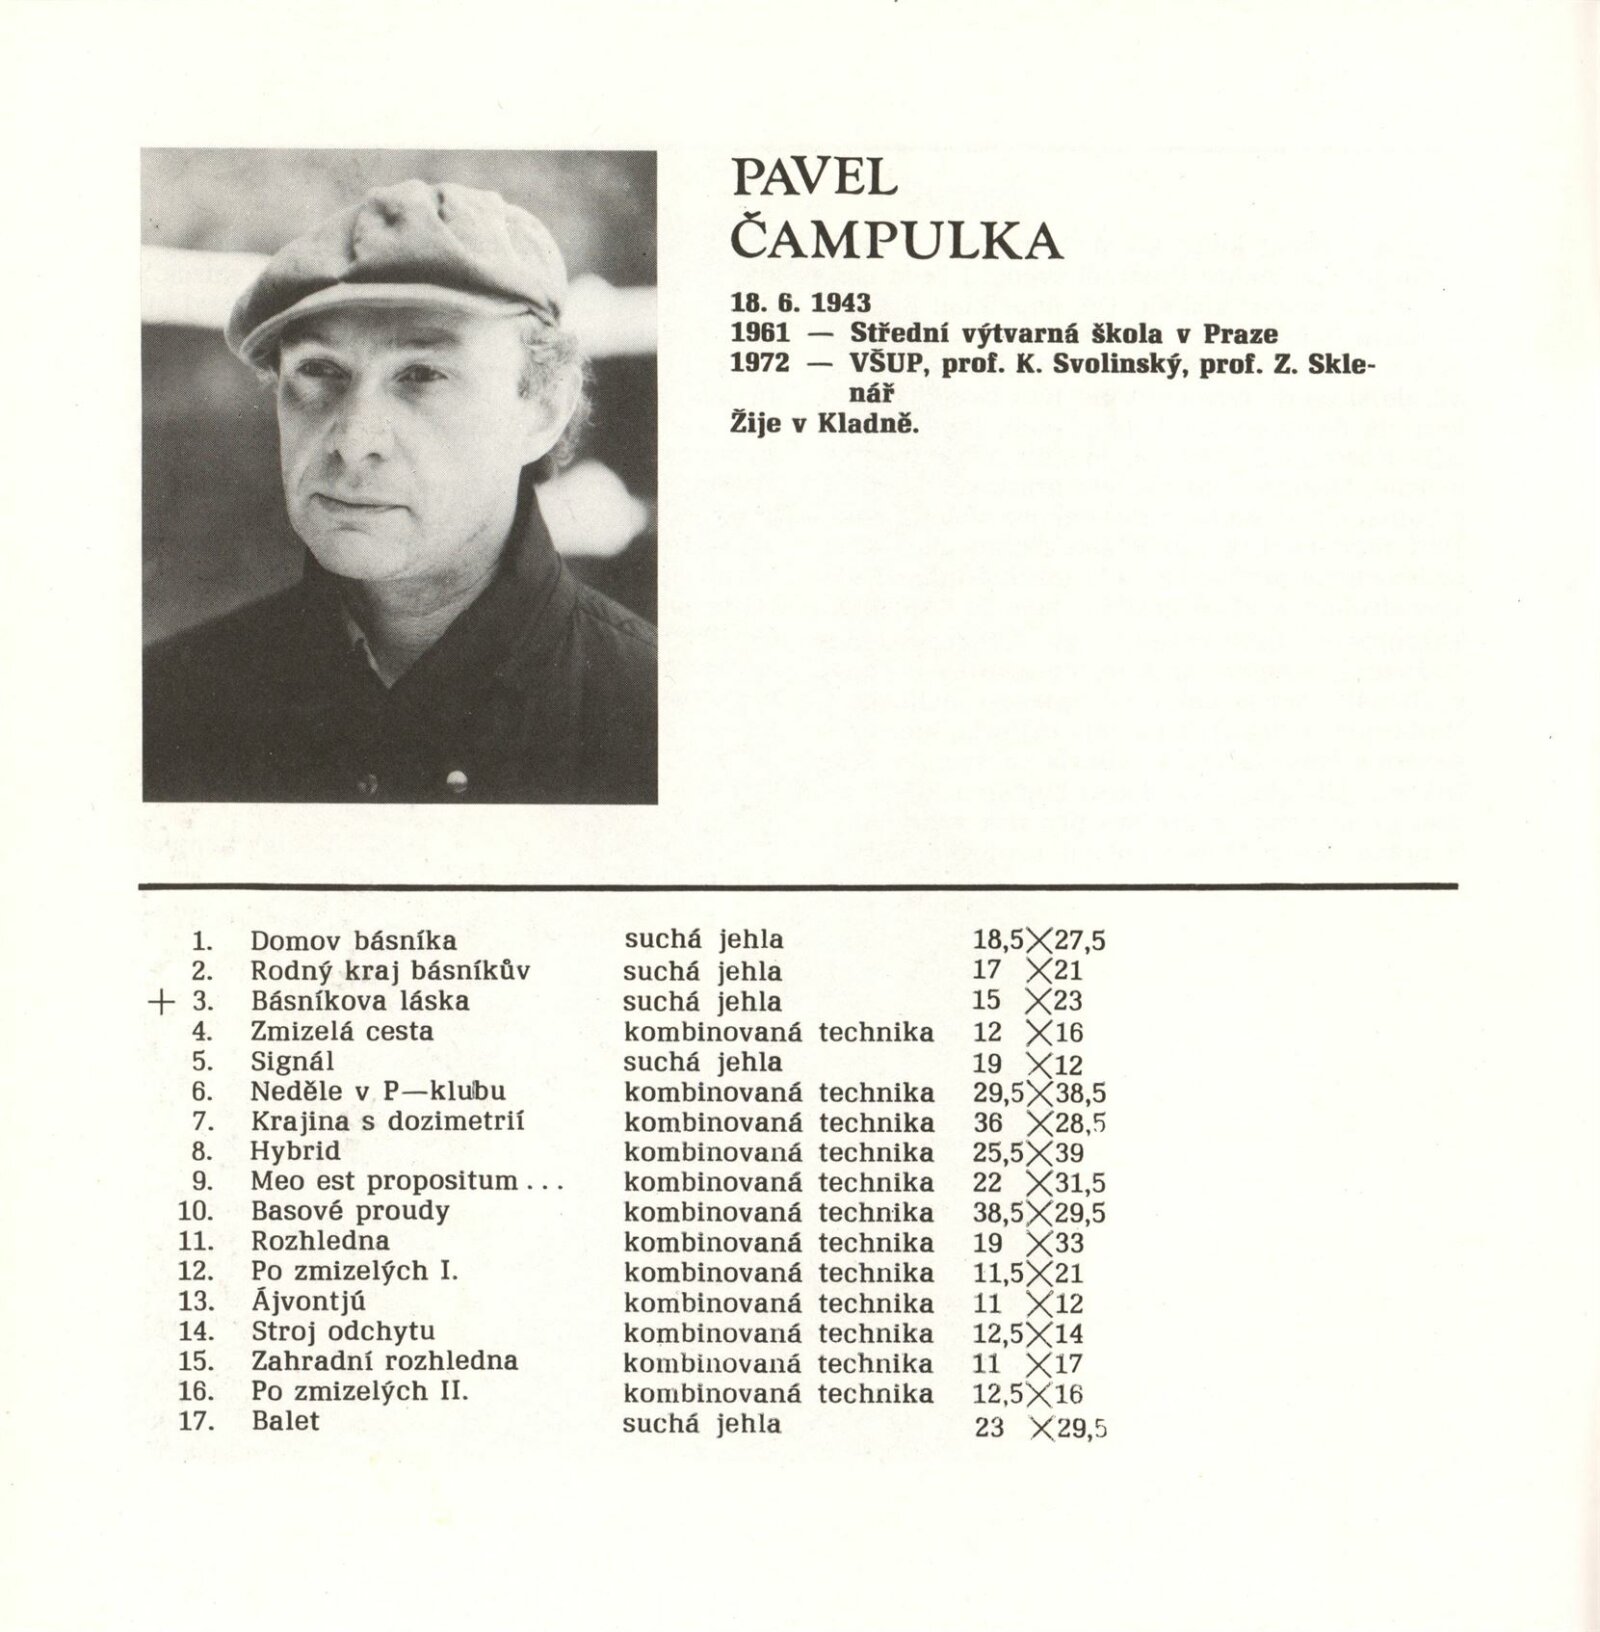 PAVEL
ČAMPULKA
18. 6. 1943
1961 — Střední výtvarná škola v Praze
1972 — VŠUP, prof. K. Svolinský, prof. Z. Skle-
nář
Žije v Kladně.
1. Domov básníka suchá jehla 18,5×27,5
2. Rodný kraj básníkův suchá jehla 17 ×21
+ 3. Básníkova láska suchá jehla 15 ×23
4. Zmizelá cesta kombinovaná technika 12 ×16
5. Signál suchá jehla 19 ×12
6. Neděle v P—klubu kombinovaná technika 29,5×38,5
7. Krajina s dozimetrií kombinovaná technika 36 ×28,5
8. Hybrid kombinovaná technika 25,5×39
9. Meo est propositum... kombinovaná technika 22 ×31,5
10. Basové proudy kombinovaná technika 38,5×29,5
11. Rozhledna kombinovaná technika 19 ×33
12. Po zmizelých I. kombinovaná technika 11,5×21
13. Ájvontjú kombinovaná technika 11 ×12
14. Stroj odchytu kombinovaná technika 12,5×14
15. Zahradní rozhledna kombinovaná technika 11 ×17
16. Po zmizelých II. kombinovaná technika 12,5×16
17. Balet suchá jehla 23 ×29,5